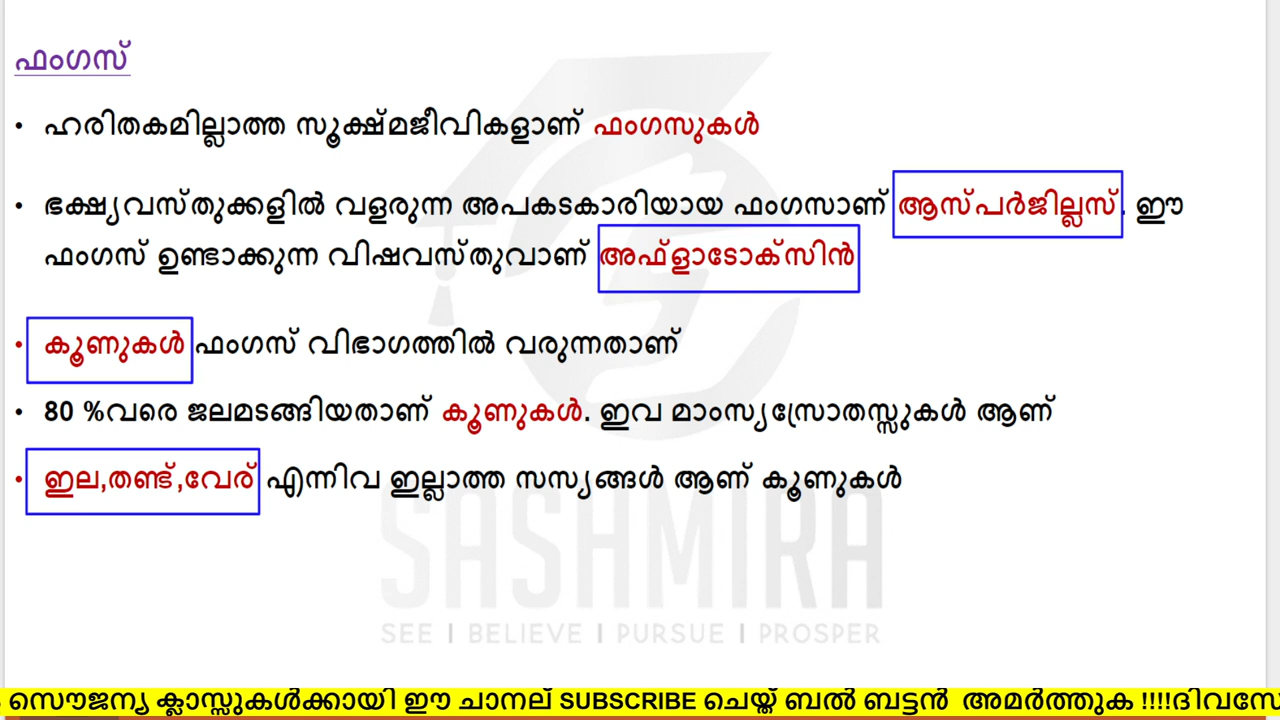 ഫംഗസ്
• ഹരിതകമില്ലാത്ത സൂക്ഷ്മജീവികളാണ് ഫംഗസുകൾ
• ഭക്ഷ്യവസ്തുക്കളിൽ വളരുന്ന അപകടകാരിയായ ഫംഗസാണ് ആസ്പർജില്ലസ്. ഈ
ഫംഗസ് ഉണ്ടാക്കുന്ന വിഷവസ്തുവാണ് അഫ്ളാടോക്സിൻ
• കൂണുകൾ ഫംഗസ് വിഭാഗത്തിൽ വരുന്നതാണ്
• 80 %വരെ ജലമടങ്ങിയതാണ് കൂണുകൾ. ഇവ മാംസ്യസ്രോതസ്സുകൾ ആണ്
• ഇല,തണ്ട്,വേര് എന്നിവ ഇല്ലാത്ത സസ്യങ്ങൾ ആണ് കൂണുകൾ
SASHMIRA
SEE | BELIEVE | PURSUE | PROSPER
സൌജന്യ ക്ലാസ്സുകൾക്കായി ഈ ചാനല് SUBSCRIBE ചെയ്ത് ബൽ ബട്ടൻ അമർത്തുക !!!!ദിവസേ